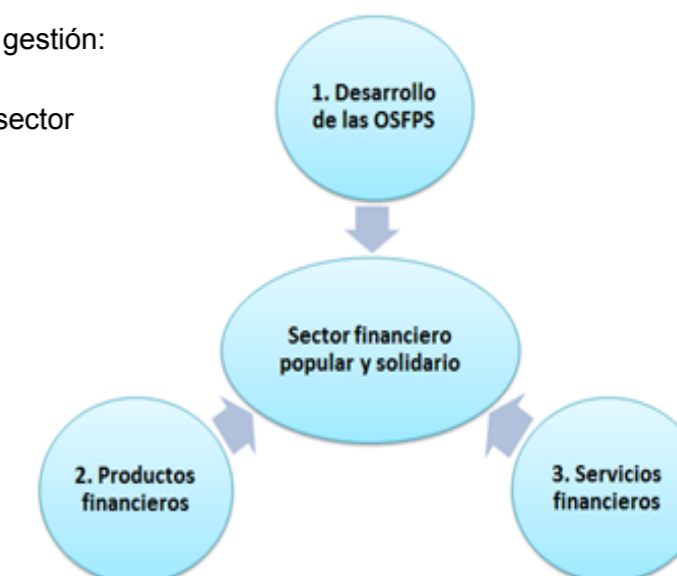 gestión:
sector
1. Desarrollo
de las OSFPS
Sector financiero
popular y solidario
2. Productos
financieros
3. Servicios
financieros